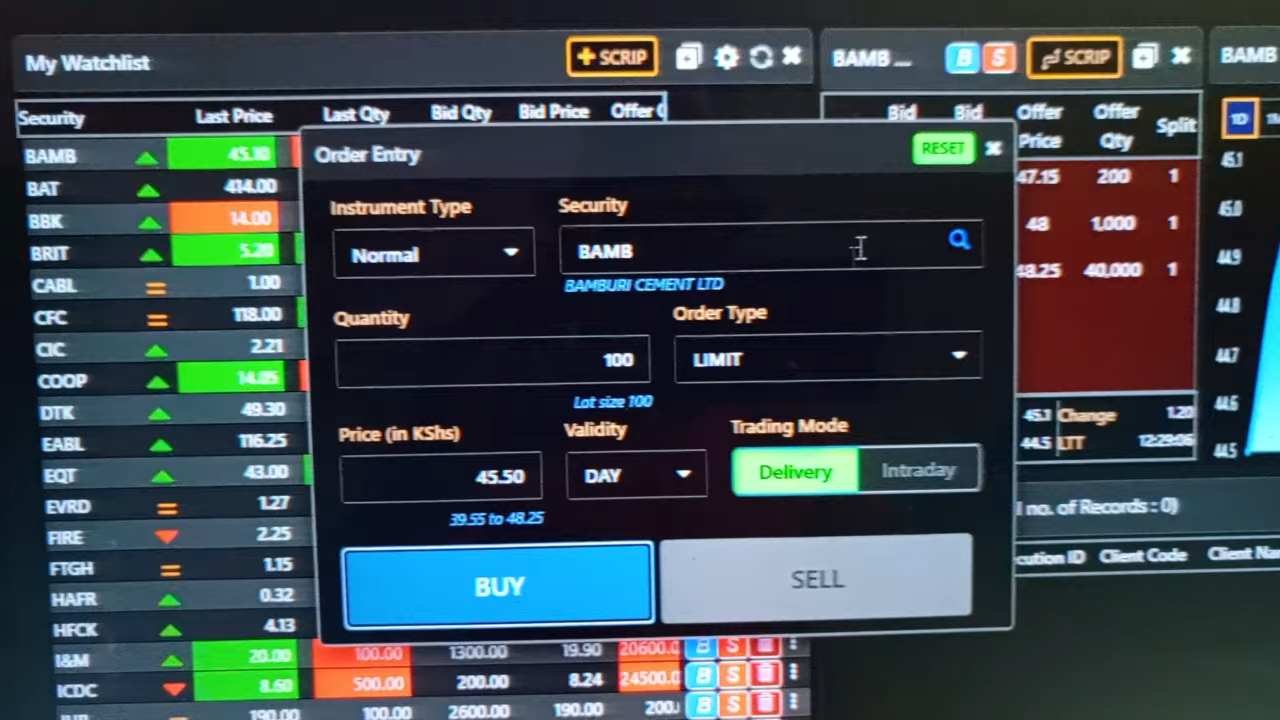 My Watchlist + SCRIP BAMB ... B S SCRIP BAMB
Security Last Price Last Qty Bid Qty Bid Price Offer Bid Bid Offer Price Offer Qty Split 1D
BAMB 45.10
BAT 414.00
BBK 14.00
BRIT 5.20
CABL 1.00
CFC 118.00
CIC 2.21
COOP 14.05
DTK 49.30
EABL 116.25
EQT 43.00
EVRD 1.27
FIRE 2.25
FTGH 1.15
HAFR 0.32
HFCK 4.13
I&M 20.00 100.00 1300.00 19.90 20600.0 B S
ICDC 8.60 500.00 200.00 8.24 24500.0 B S
190.00 100.00 2600.00 190.00 200. B S
Order Entry RESET
Instrument Type Security
Normal BAMB
BAMBURI CEMENT LTD
Quantity Order Type
100 LIMIT
Lot size 100
Price (in KShs) Validity Trading Mode
45.50 DAY Delivery Intraday
39.55 to 48.25
BUY SELL
47.15 200 1
48 1,000 1
48.25 40,000 1
45.1 Change 1.20
44.5 LTT 12:29:06
no. of Records : 0)
cution ID Client Code Client Na
45.1
45.0
44.9
44.8
44.7
44.6
44.5